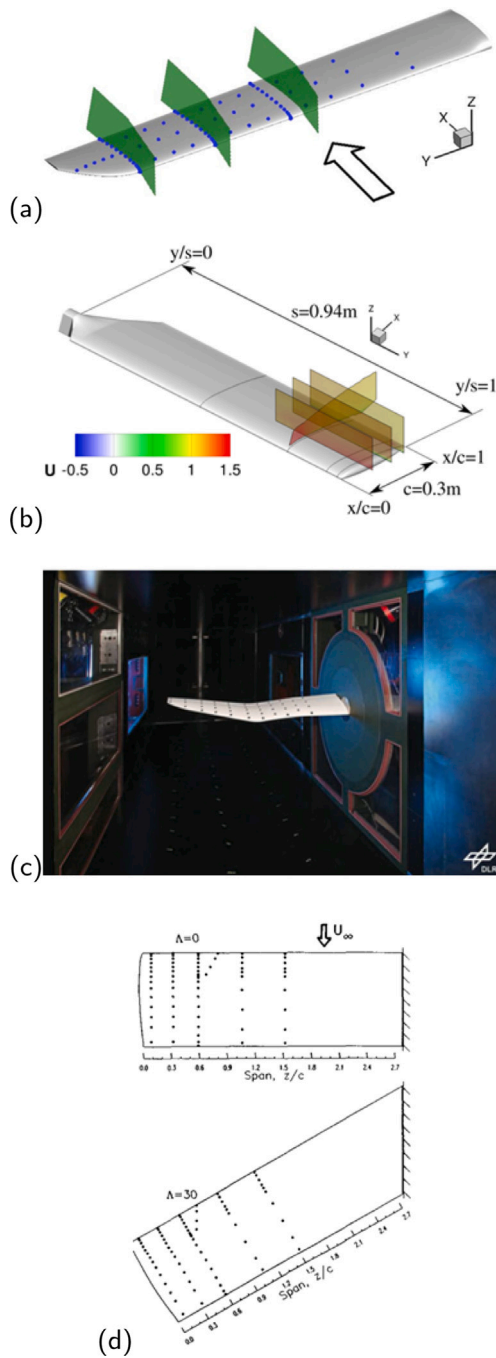 Z
X
Y
(a)
y/s=0
s=0.94m
Z
X
Y
y/s=1
U -0.5 0 0.5 1 1.5
x/c=1
c=0.3m
x/c=0
(b)
DLR
(c)
Λ=0
U∞
0.0 0.3 0.6 0.9 1.2 1.5 1.8 2.1 2.4 2.7
Span, z/c
Λ=30
0.0 0.3 0.6 0.9 1.2 1.5 1.8 2.1 2.4 2.7
Span, z/c
(d)